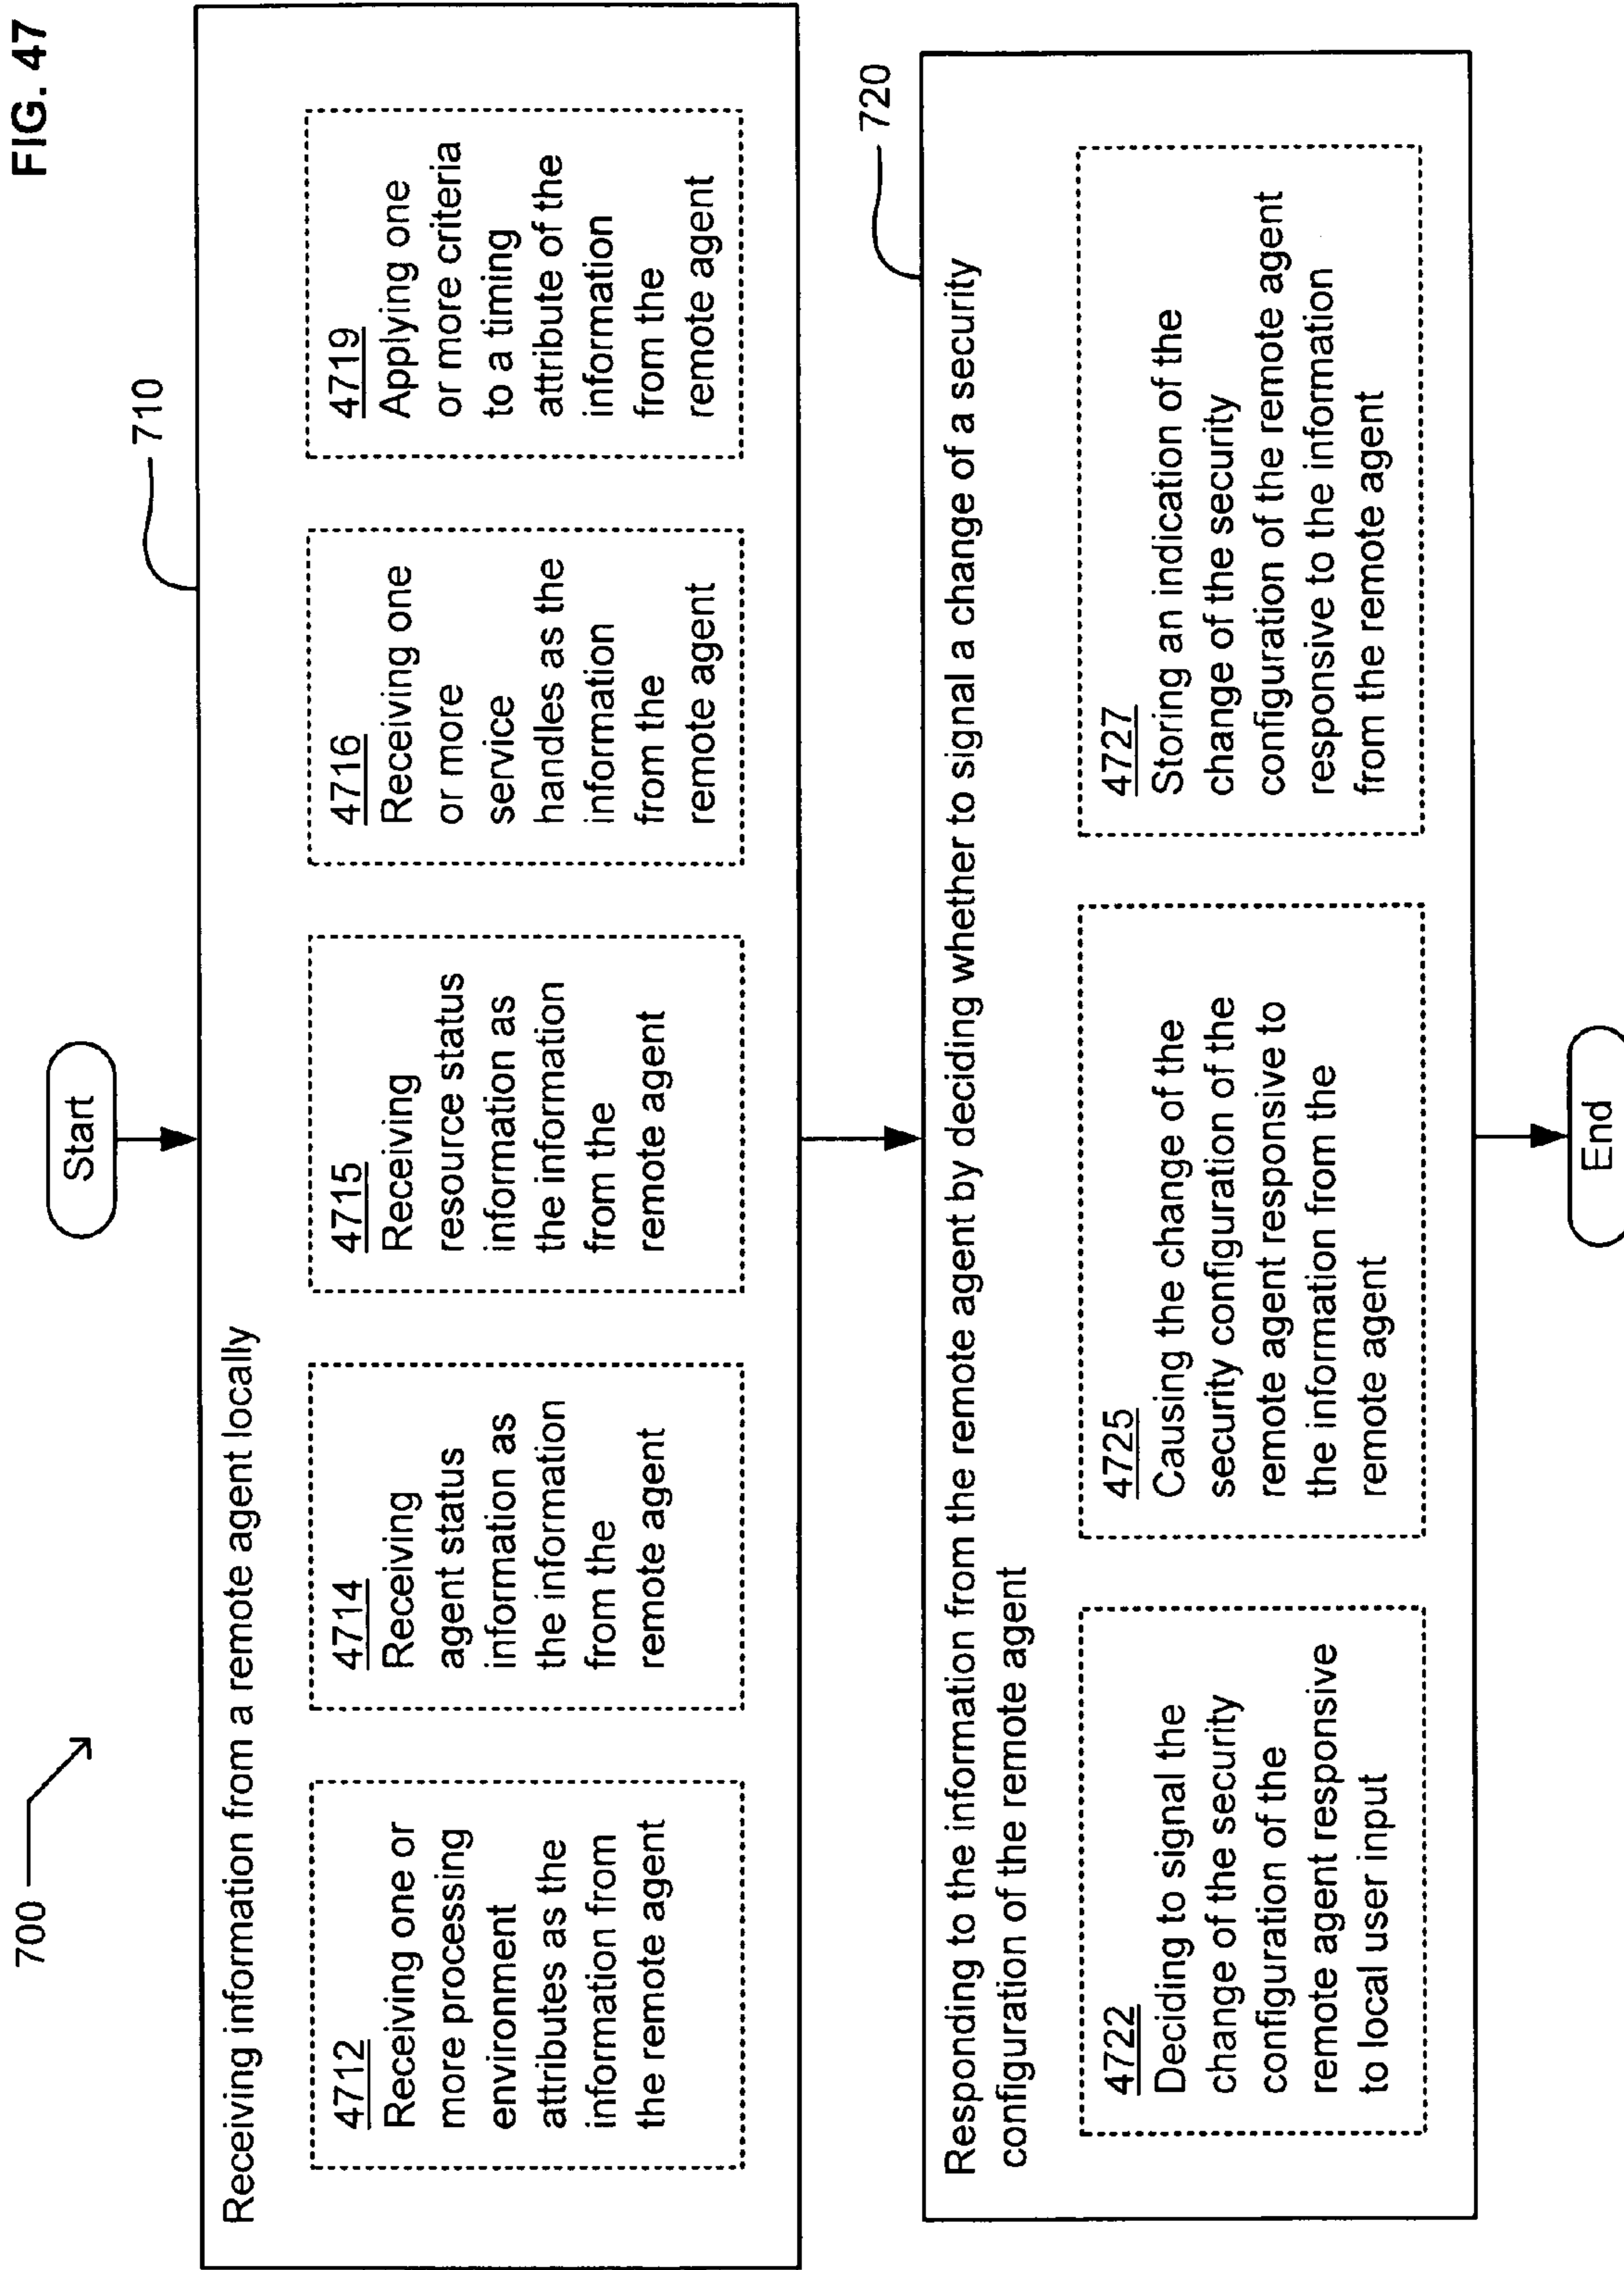 FIG. 47
700
Start
710
Receiving information from a remote agent locally
4712
Receiving one or
more processing
environment
attributes as the
information from
the remote agent
4714
Receiving
agent status
information as
the information
from the
remote agent
4715
Receiving
resource status
information as
the information
from the
remote agent
4716
Receiving one
or more
service
handles as the
information
from the
remote agent
4719
Applying one
or more criteria
to a timing
attribute of the
information
from the
remote agent
720
Responding to the information from the remote agent by deciding whether to signal a change of a security
configuration of the remote agent
4722
Deciding to signal the
change of the security
configuration of the
remote agent responsive
to local user input
4725
Causing the change of the
security configuration of the
remote agent responsive to
the information from the
remote agent
4727
Storing an indication of the
change of the security
configuration of the remote agent
responsive to the information
from the remote agent
End